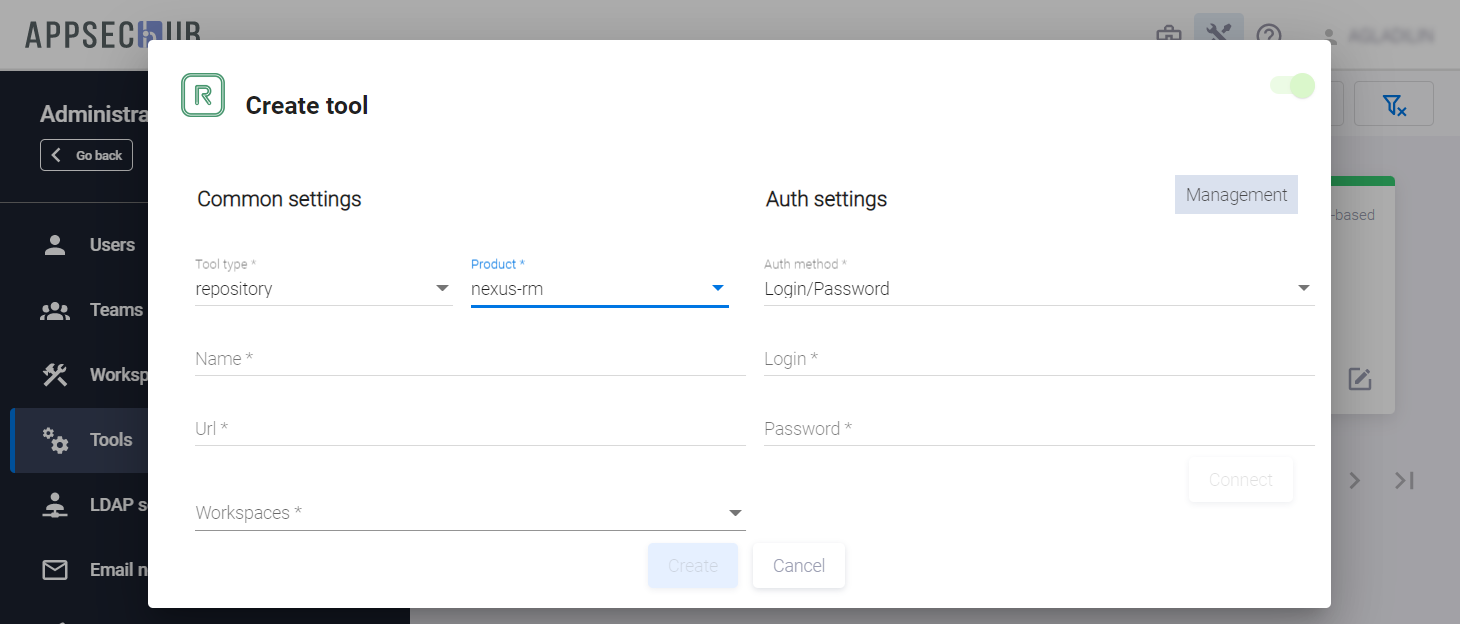 APPSECHUB
R
Create tool
Administra
Go back
Common settings
Auth settings
Management
-based
Users
Tool type *
Product *
Auth method *
repository
nexus-rm
Login/Password
Teams
Name *
Login *
Worksp
Url *
Password *
Tools
Connect
LDAP s
Workspaces *
Email n
Create
Cancel